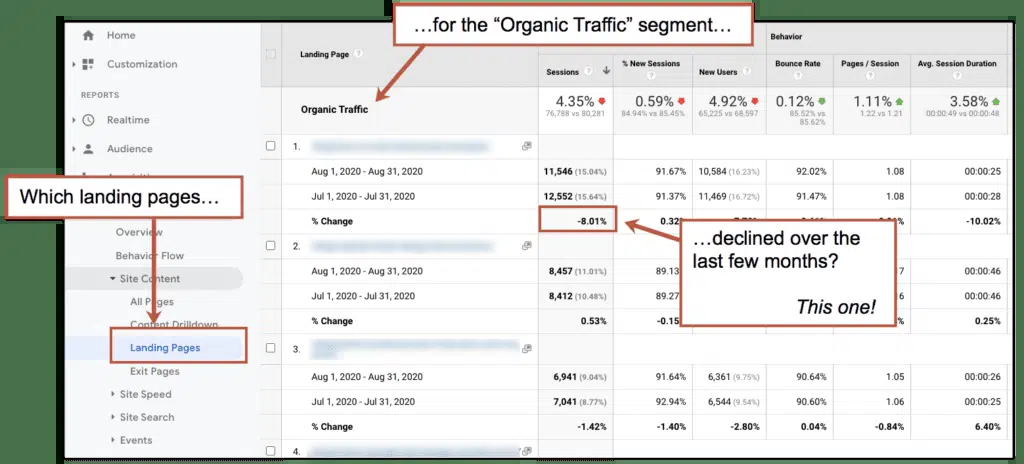 …for the “Organic Traffic” segment…
Home
Customization
REPORTS
Realtime
Audience
Which landing pages…
Overview
Behavior Flow
Site Content
All Pages
Content Drilldown
Landing Pages
Exit Pages
Site Speed
Site Search
Events
Landing Page
Behavior
Sessions % New Sessions New Users Bounce Rate Pages / Session Avg. Session Duration
Organic Traffic
4.35% 0.59% 4.92% 0.12% 1.11% 3.58%
76,788 vs 80,281 84.94% vs 85.45% 65,225 vs 68,597 85.52% vs 85.62% 1.22 vs 1.21 00:00:49 vs 00:00:48
1.
Aug 1, 2020 - Aug 31, 2020 11,546 (15.04%) 91.67% 10,584 (16.23%) 92.02% 1.08 00:00:25
Jul 1, 2020 - Jul 31, 2020 12,552 (15.64%) 91.37% 11,469 (16.72%) 91.47% 1.08 00:00:28
% Change -8.01% 0.32 -10.02%
…declined over the
last few months?
This one!
2.
Aug 1, 2020 - Aug 31, 2020 8,457 (11.01%) 89.13 00:00:46
Jul 1, 2020 - Jul 31, 2020 8,412 (10.48%) 89.27 00:00:46
% Change 0.53% -0.15 0.25%
3.
Aug 1, 2020 - Aug 31, 2020 6,941 (9.04%) 91.64% 6,361 (9.75%) 90.64% 1.05 00:00:26
Jul 1, 2020 - Jul 31, 2020 7,041 (8.77%) 92.94% 6,544 (9.54%) 90.60% 1.06 00:00:24
% Change -1.42% -1.40% -2.80% 0.04% -0.84% 6.40%
4.